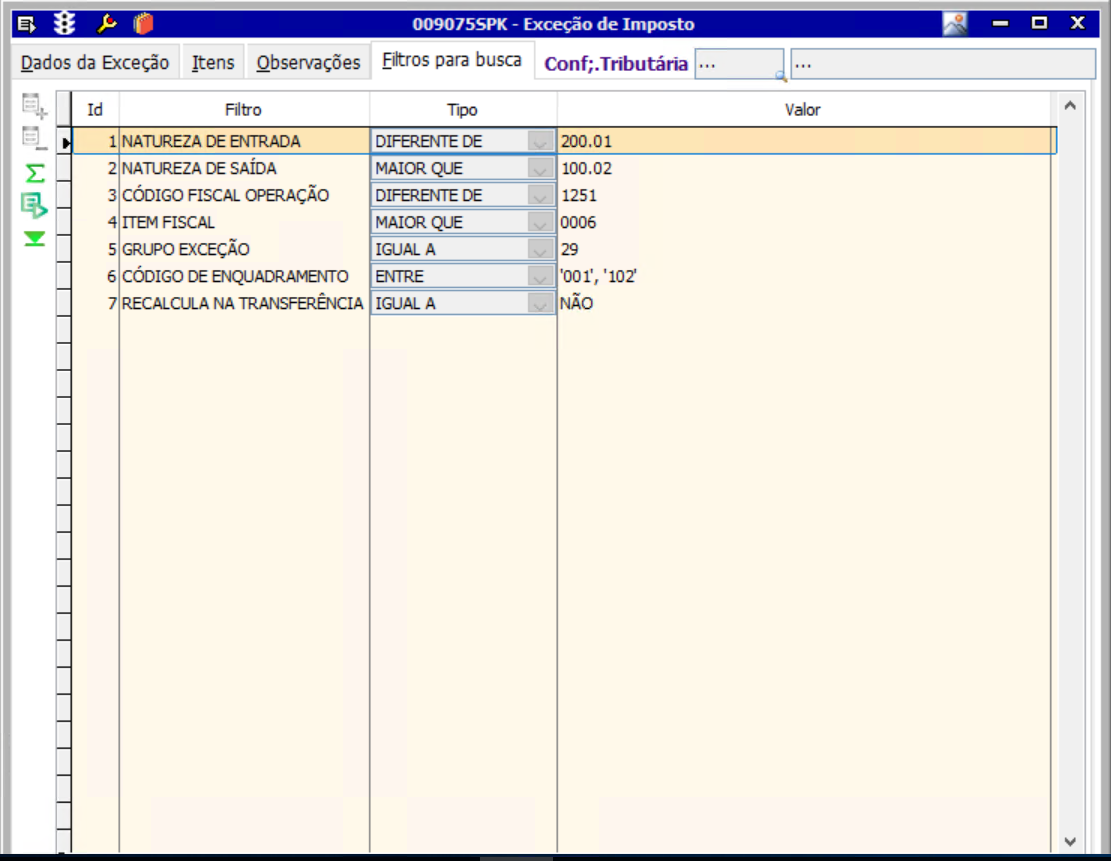 009075SPK - Exceção de Imposto
Dados da Exceção Itens Observações Filtros para busca Conf;.Tributária ... ...
Id Filtro Tipo Valor
1 NATUREZA DE ENTRADA DIFERENTE DE 200.01
2 NATUREZA DE SAÍDA MAIOR QUE 100.02
3 CÓDIGO FISCAL OPERAÇÃO DIFERENTE DE 1251
4 ITEM FISCAL MAIOR QUE 0006
5 GRUPO EXCEÇÃO IGUAL A 29
6 CÓDIGO DE ENQUADRAMENTO ENTRE '001', '102'
7 RECALCULA NA TRANSFERÊNCIA IGUAL A NÃO